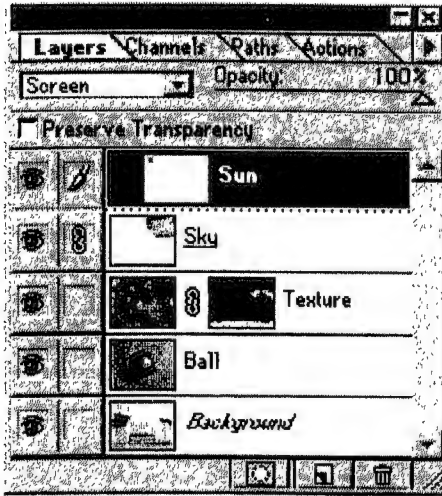 Layers Channels Paths Actions
Screen Opacity: 100%
Preserve Transparency
Sun
Sky
Texture
Ball
Background